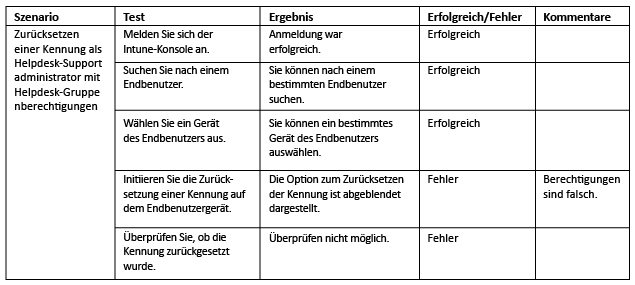 Szenario Test Ergebnis Erfolgreich/Fehler Kommentare
Zurücksetzen
einer Kennung als
Helpdesk-Support
administrator mit
Helpdesk-Gruppe
nberechtigungen
Melden Sie sich der
Intune-Konsole an.
Anmeldung war
erfolgreich.
Erfolgreich
Suchen Sie nach einem
Endbenutzer.
Sie können nach einem
bestimmten Endbenutzer
suchen.
Erfolgreich
Wählen Sie ein Gerät
des Endbenutzers aus.
Sie können ein bestimmtes
Gerät des Endbenutzers
auswählen.
Erfolgreich
Initiieren Sie die Zurück-
setzung einer Kennung auf
dem Endbenutzergerät.
Die Option zum Zurücksetzen
der Kennung ist abgeblendet
dargestellt.
Fehler
Berechtigungen
sind falsch.
Überprüfen Sie, ob die
Kennung zurückgesetzt
wurde.
Überprüfen nicht möglich.
Fehler